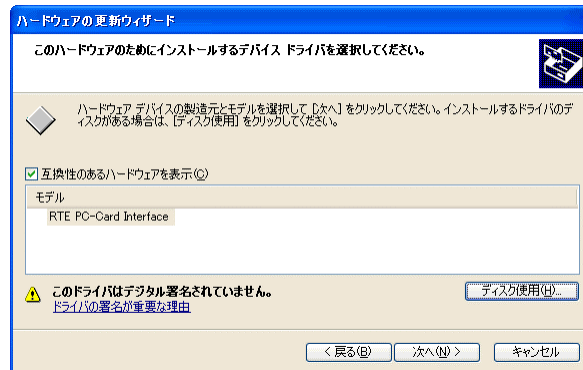 ハードウェアの更新ウィザード
このハードウェアのためにインストールするデバイス ドライバを選択してください。
ハードウェア デバイスの製造元とモデルを選択して [次へ] をクリックしてください。インストールするドライバのデ
ィスクがある場合は、[ディスク使用] をクリックしてください。
互換性のあるハードウェアを表示(C)
モデル
RTE PC-Card Interface
このドライバはデジタル署名されていません。
ディスク使用(H)...
ドライバの署名が重要な理由
< 戻る(B)
次へ(N) >
キャンセル